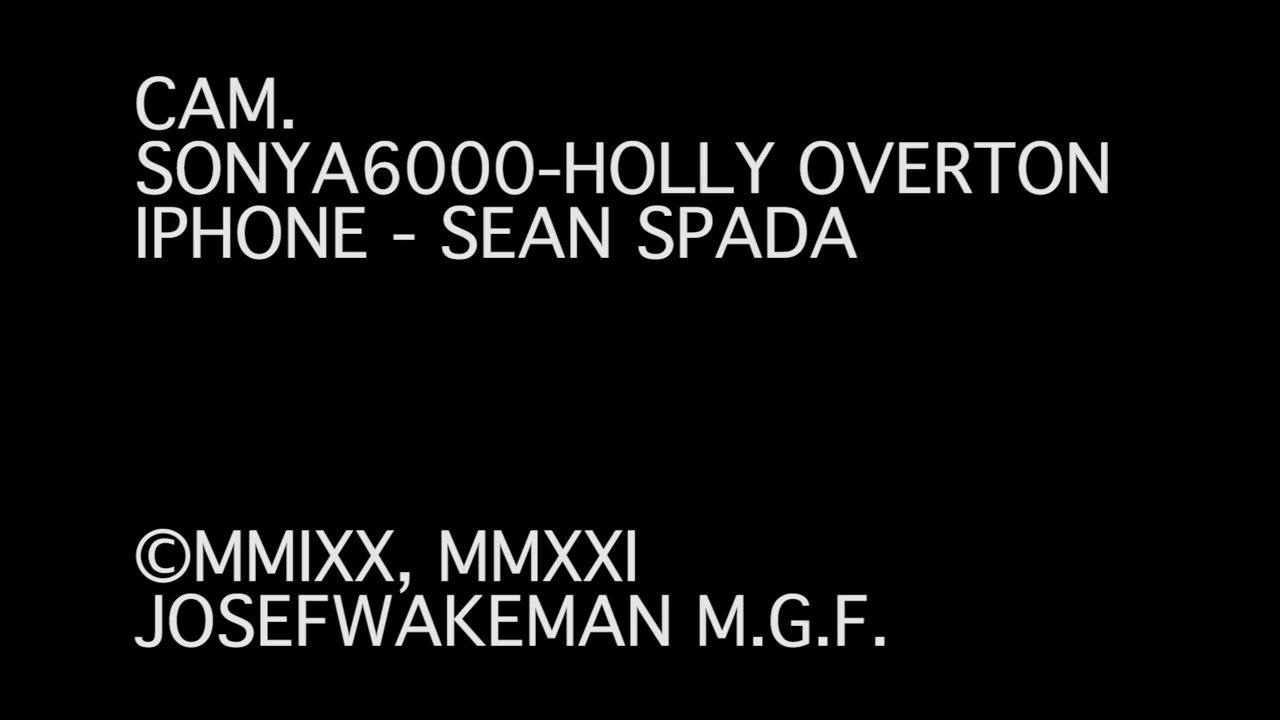 CAM.
SONYA6000-HOLLY OVERTON
IPHONE - SEAN SPADA
©MMIXX, MMXXI
JOSEFWAKEMAN M.G.F.